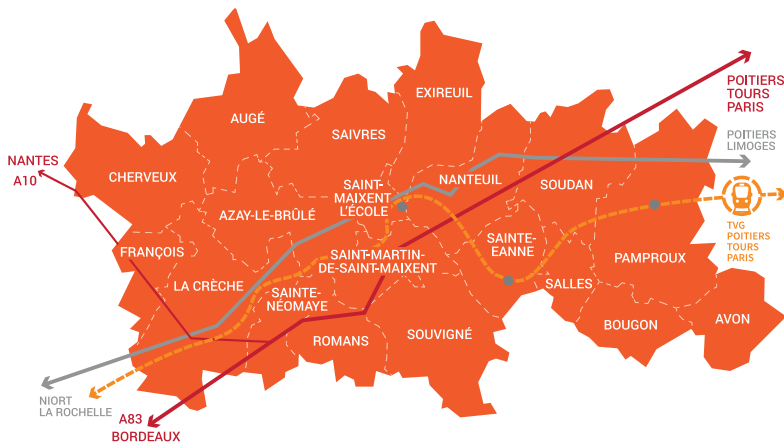 POITIERS
TOURS
PARIS
EXIREUIL
AUGÉ
SAIVRES
POITIERS
LIMOGES
NANTES
A10
CHERVEUX
SAINT-
MAIXENT
L'ÉCOLE
NANTEUIL
SOUDAN
AZAY-LE-BRÛLÉ
TVG
POITIERS
TOURS
PARIS
FRANÇOIS
SAINT-MARTIN-
DE-SAINT-MAIXENT
SAINTE-
EANNE
PAMPROUX
LA CRÈCHE
SAINTE-
NÉOMAYE
SALLES
ROMANS
SOUVIGNÉ
BOUGON
AVON
NIORT
LA ROCHELLE
A83
BORDEAUX